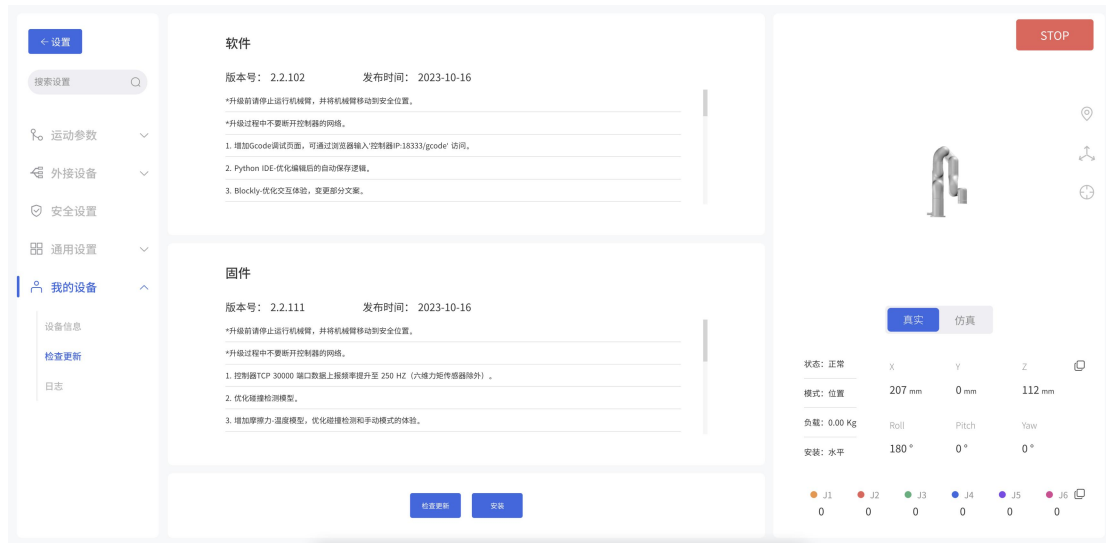 ← 设置
搜索设置
运动参数
外接设备
安全设置
通用设置
我的设备
设备信息
检查更新
日志
软件
版本号： 2.2.102 发布时间： 2023-10-16
*升级前请停止运行机械臂，并将机械臂移动到安全位置。
*升级过程中不要断开控制器的网络。
1. 增加Gcode调试页面，可通过浏览器输入'控制器IP:18333/gcode' 访问。
2. Python IDE-优化编辑后的自动保存逻辑。
3. Blockly-优化交互体验，变更部分文案。
固件
版本号： 2.2.111 发布时间： 2023-10-16
*升级前请停止运行机械臂，并将机械臂移动到安全位置。
*升级过程中不要断开控制器的网络。
1. 控制器TCP 30000 端口数据上报频率提升至 250 HZ（六维力矩传感器除外）。
2. 优化碰撞检测模型。
3. 增加摩擦力-温度模型，优化碰撞检测和手动模式的体验。
检查更新 安装
STOP
真实 仿真
状态：正常
模式：位置
负载：0.00 Kg
安装：水平
X Y Z
207 mm 0 mm 112 mm
Roll Pitch Yaw
180 ° 0 ° 0 °
J1 J2 J3 J4 J5 J6
0 0 0 0 0 0